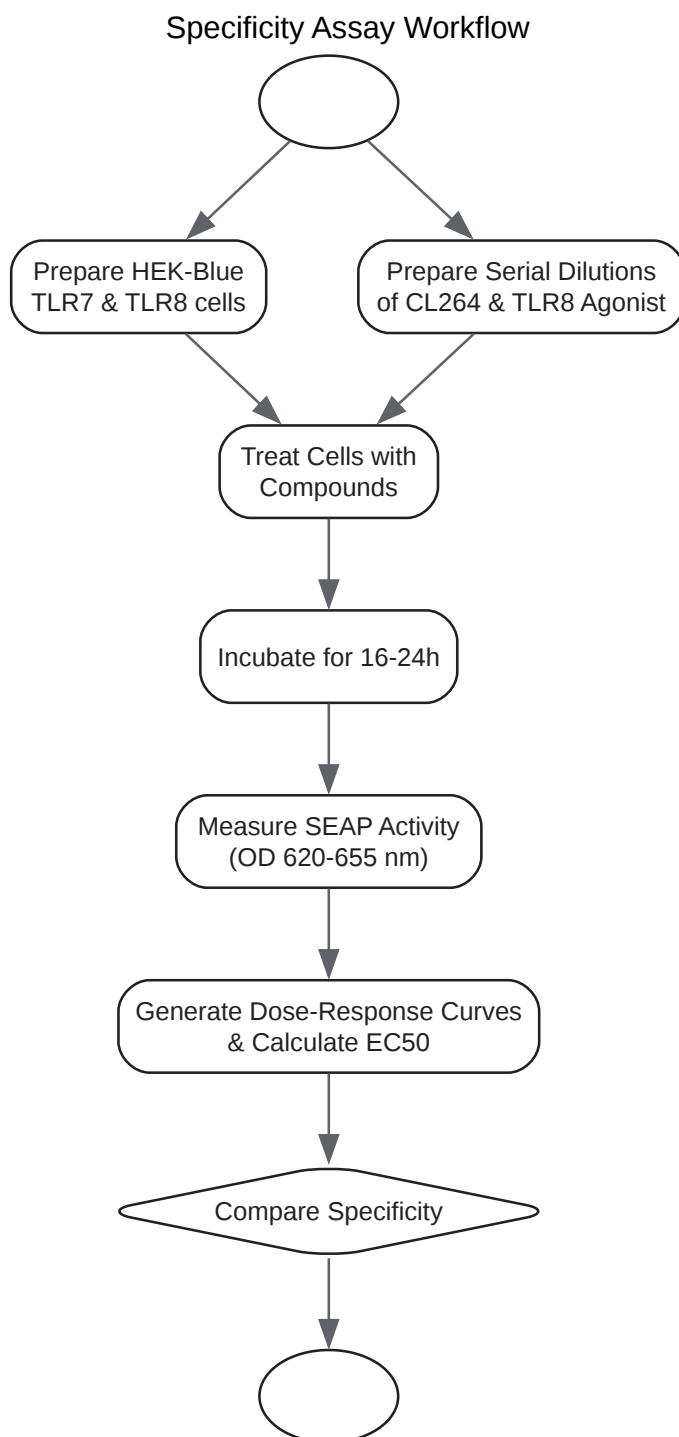 Specificity Assay Workflow
Prepare HEK-Blue
TLR7 & TLR8 cells
Prepare Serial Dilutions
of CL264 & TLR8 Agonist
Treat Cells with
Compounds
Incubate for 16-24h
Measure SEAP Activity
(OD 620-655 nm)
Generate Dose-Response Curves
& Calculate EC50
Compare Specificity